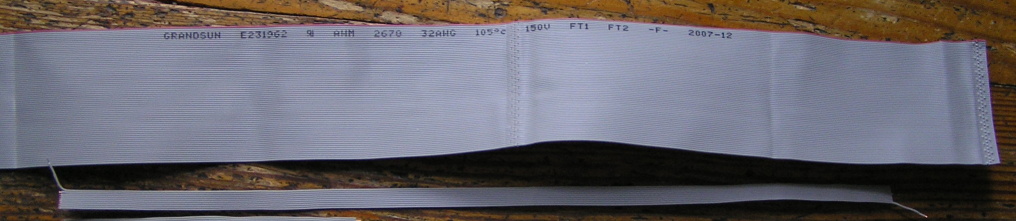 GRANDSUN E231962 AWM 2678 32AWG 105°C 150V FT1 FT2 -F- 2007-12